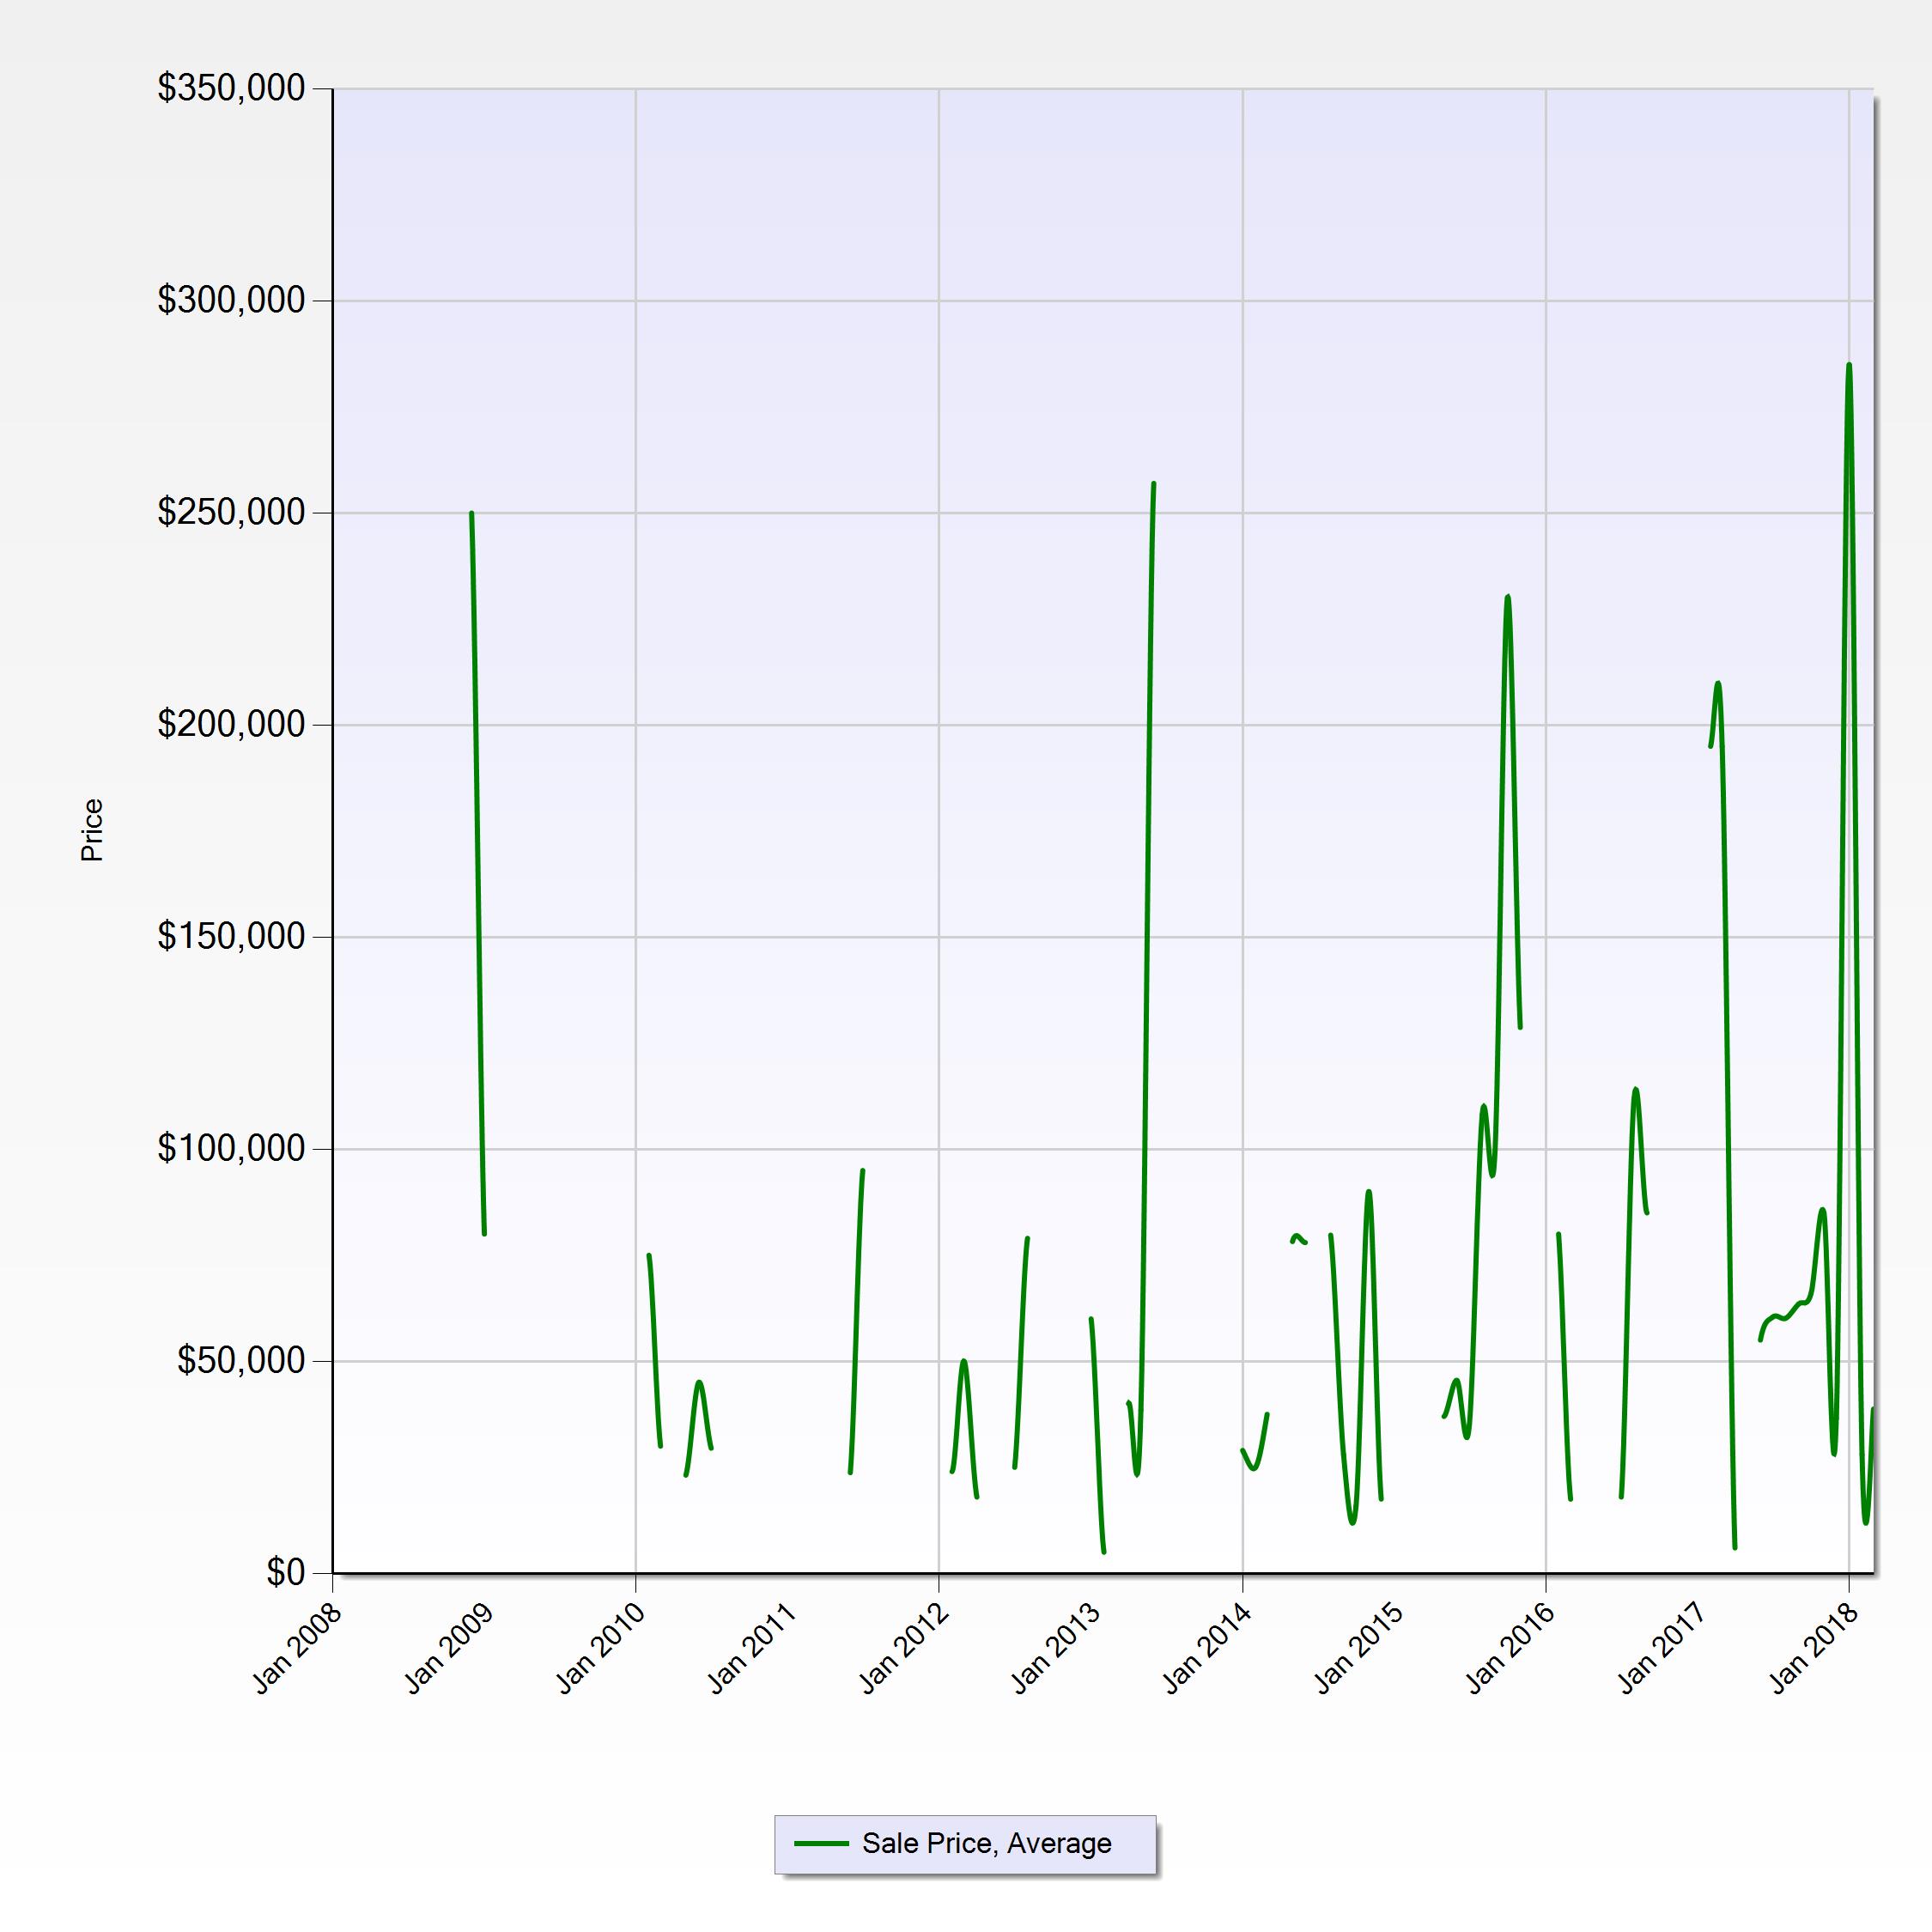 $350,000
$300,000
$250,000
$200,000
$150,000
$100,000
$50,000
$0
Price
Jan 2008
Jan 2009
Jan 2010
Jan 2011
Jan 2012
Jan 2013
Jan 2014
Jan 2015
Jan 2016
Jan 2017
Jan 2018
Sale Price, Average